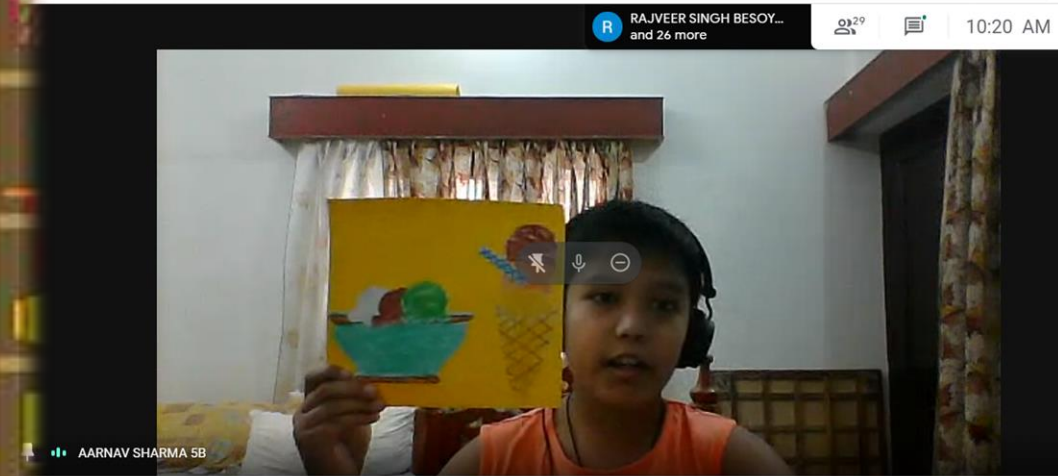 R
RAJVEER SINGH BESOY...
and 26 more
29
10:20 AM
AARNAV SHARMA 5B